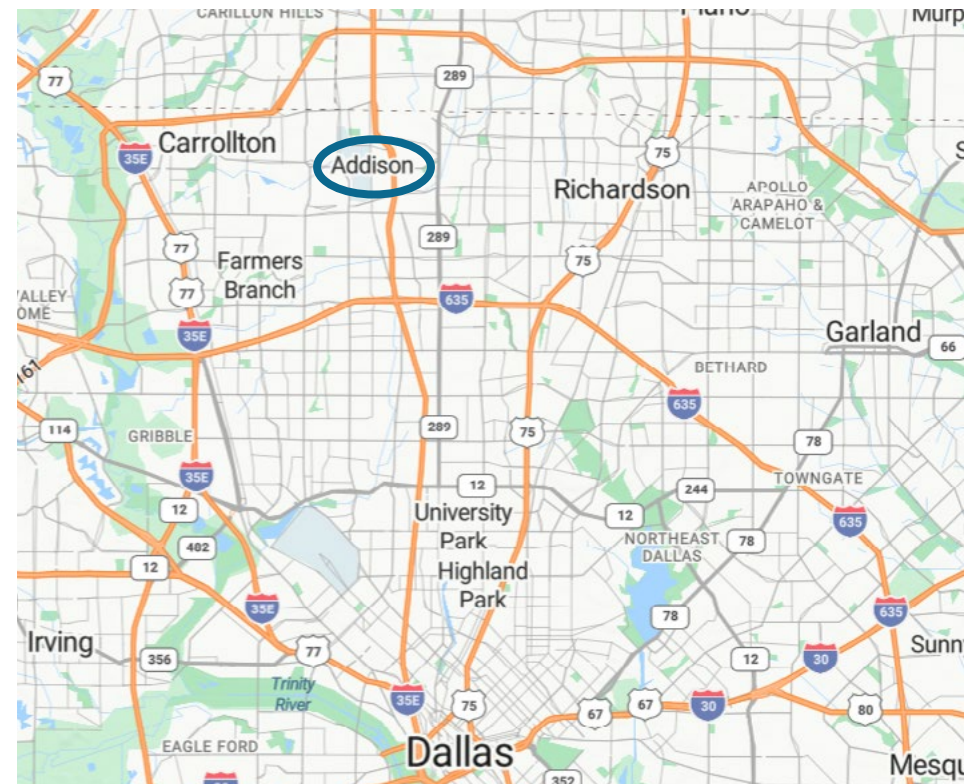 CARILLON HILLS
Murp
77
289
Carrollton
35E
Addison
75
Richardson
APOLLO
ARAPAHO &
CAMELOT
289
77
75
Farmers
Branch
77
635
35E
Garland
66
161
BETHARD
635
114
GRIBBLE
289
75
78
35E
12
244
TOWNGATE
12
University
Park
12
635
402
NORTHEAST
DALLAS
78
12
Highland
Park
35E
78
635
Irving
356
77
12
30
Sunn
Trinity
River
35E
75
67
67
30
80
EAGLE FORD
Dallas
Mesqu
352